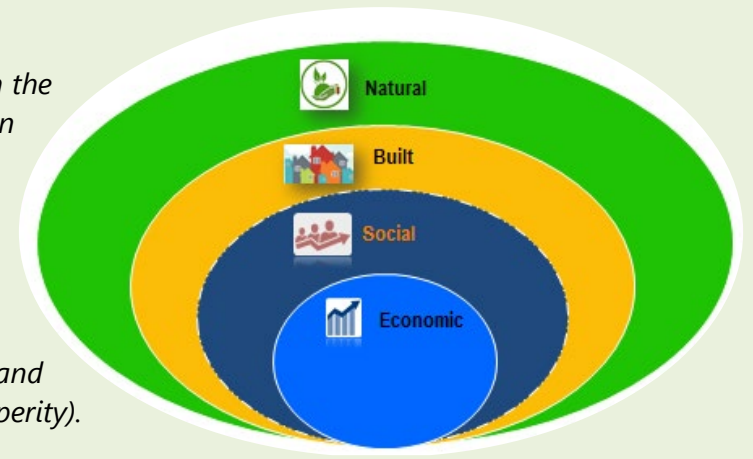 n the
n
Natural
Built
Social
Economic
and
perity).